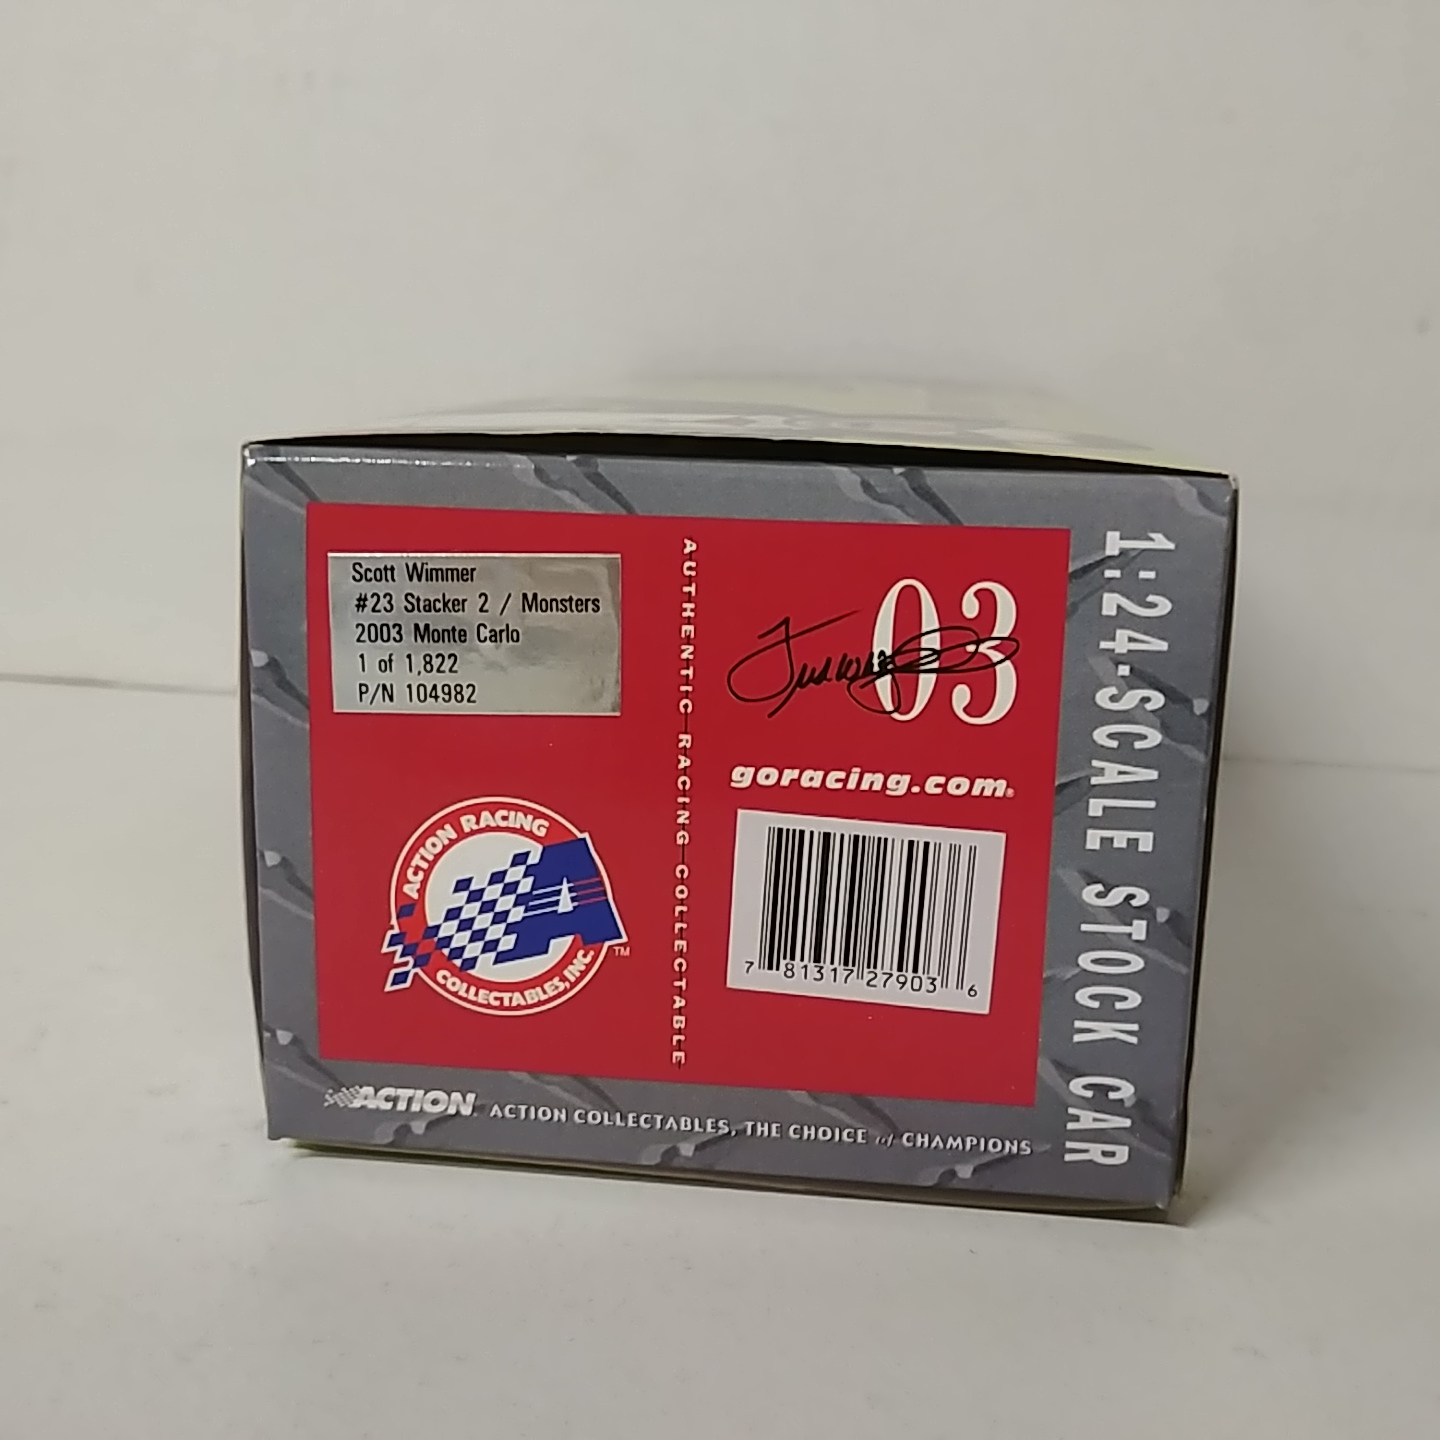 Scott Wimmer
#23 Stacker 2 / Monsters
2003 Monte Carlo
1 of 1,822
P/N 104982
ACTION RACING
COLLECTABLES, INC.
TM
AUTHENTIC RACING COLLECTABLE
03
goracing.com®
7 81317 27903 6
1:24-SCALE STOCK CAR
ACTION
ACTION COLLECTABLES, THE CHOICE of CHAMPIONS